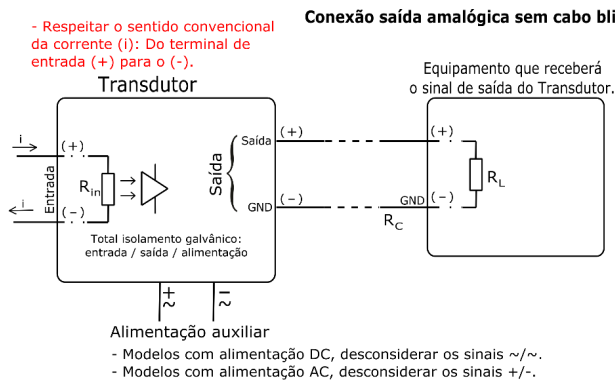 Conexão saída amalógica sem cabo bli
- Respeitar o sentido convencional
da corrente (i): Do terminal de
entrada (+) para o (-).
Transdutor
Equipamento que receberá
o sinal de saída do Transdutor.
i
(+)
Entrada
Rin
i
(-)
Saída
Saída
(+)
GND
(-)
(+)
RL
GND
(-)
RC
Total isolamento galvânico:
entrada / saída / alimentação
+
~
-
~
Alimentação auxiliar
- Modelos com alimentação DC, desconsiderar os sinais ~/~.
- Modelos com alimentação AC, desconsiderar os sinais +/-.